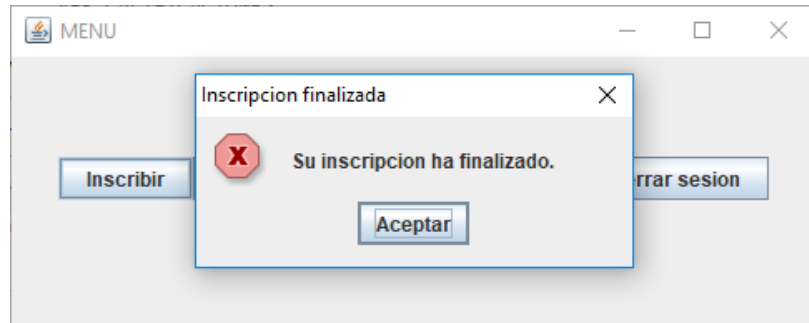 MENU
Inscripcion finalizada
Su inscripcion ha finalizado.
Inscribir
rrar sesion
Aceptar